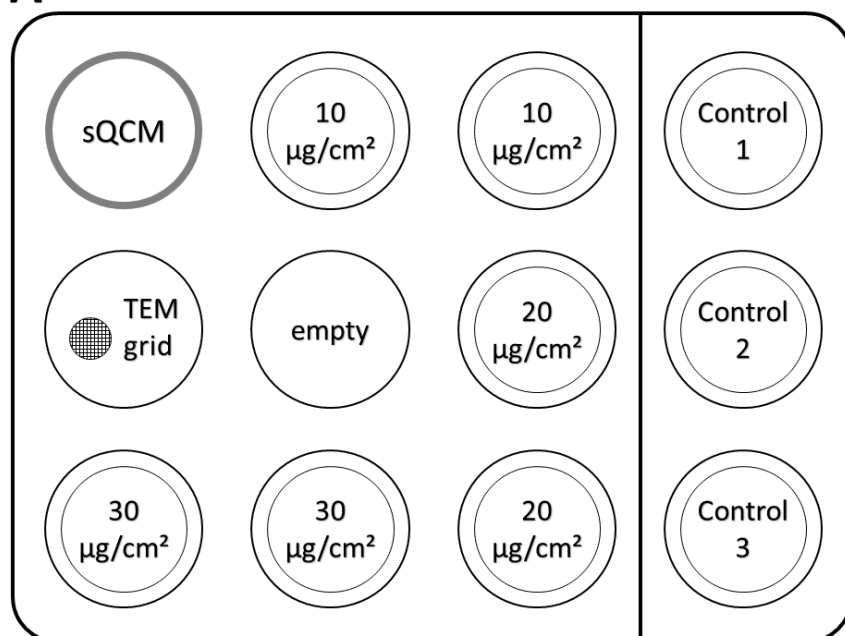 sQCM
10
µg/cm²
10
µg/cm²
Control
1
TEM
grid
empty
20
µg/cm²
Control
2
30
µg/cm²
30
µg/cm²
20
µg/cm²
Control
3